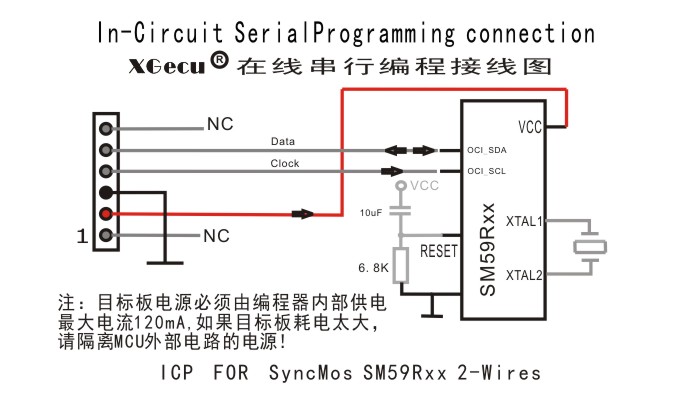 In-Circuit SerialProgramming connection
XGecu® 在线串行编程接线图
NC
VCC
Data
OCI_SDA
Clock
OCI_SCL
VCC
10uF
1
NC
RESET
SM59Rxx
XTAL1
6.8K
XTAL2
注: 目标板电源必须由编程器内部供电
最大电流120mA,如果目标板耗电太大,
请隔离MCU外部电路的电源!
ICP FOR SyncMos SM59Rxx 2-Wires